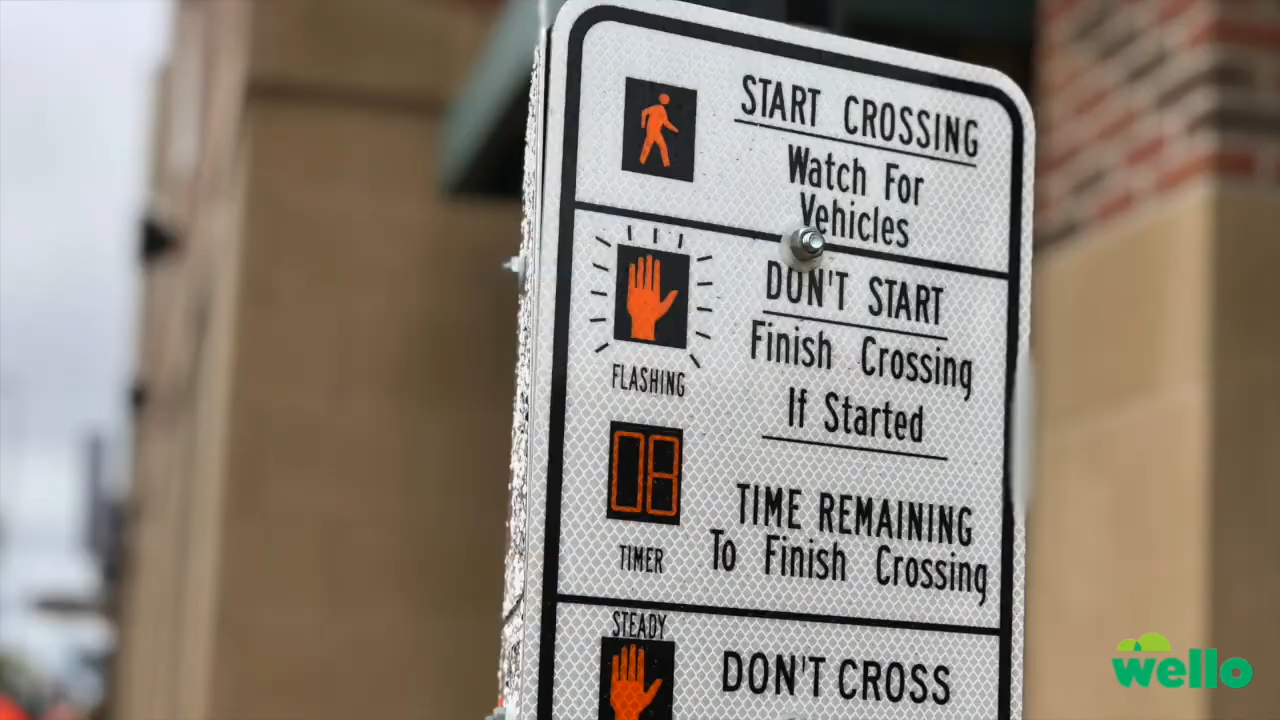 START CROSSING
Watch For
Vehicles
FLASHING
DON'T START
Finish Crossing
If Started
08
TIMER
TIME REMAINING
To Finish Crossing
STEADY
DON'T CROSS
wello